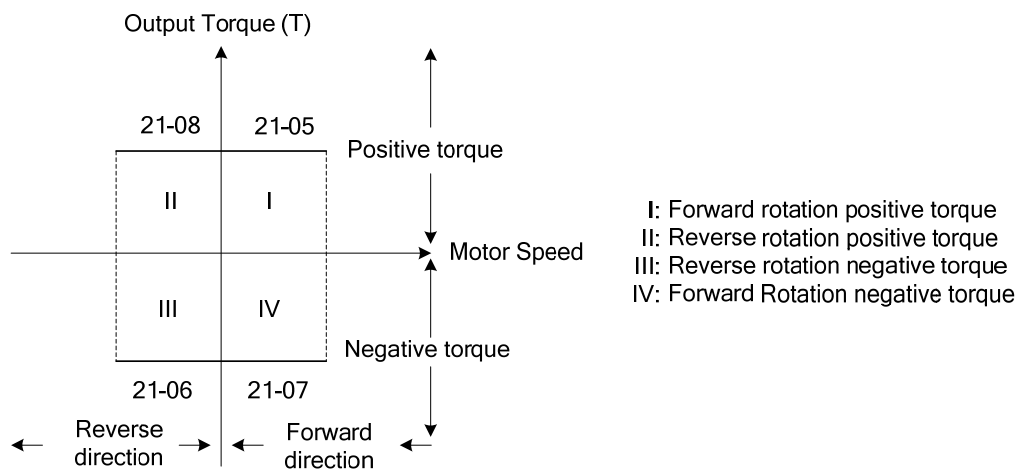 Output Torque (T)
21-08
21-05
Positive torque
II
I
Motor Speed
III
IV
Negative torque
21-06
21-07
Reverse
direction
Forward
direction
I: Forward rotation positive torque
II: Reverse rotation positive torque
III: Reverse rotation negative torque
IV: Forward Rotation negative torque